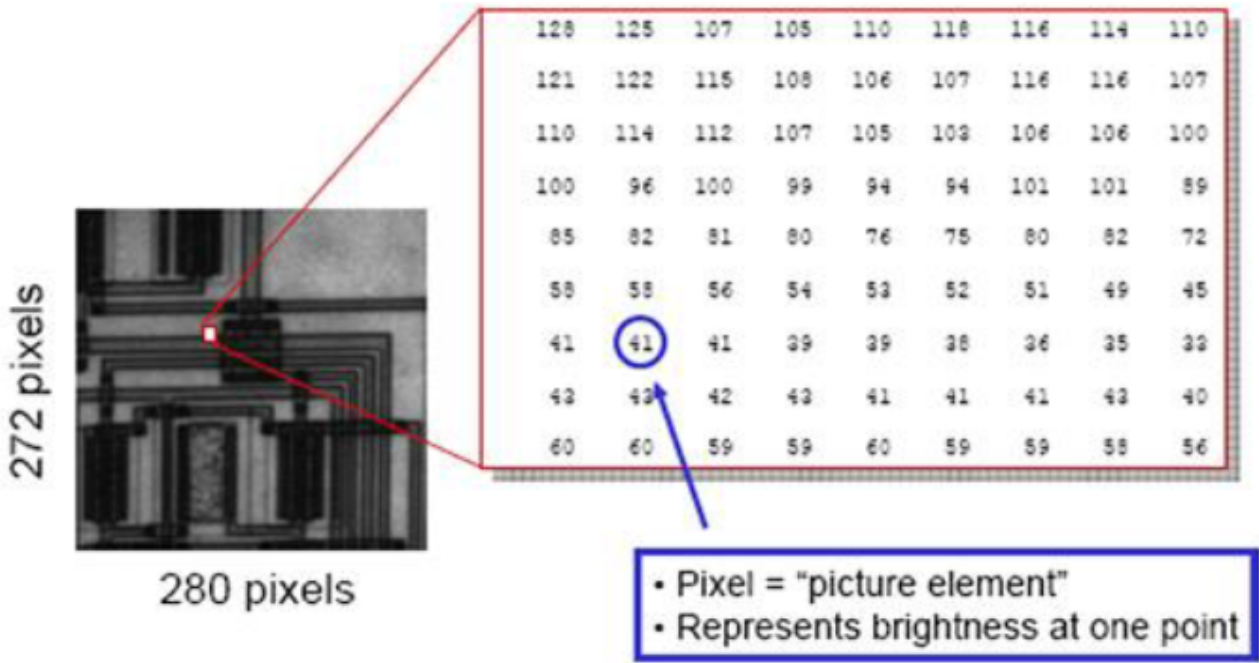 128 125 107 105 110 118 116 114 110
121 122 115 108 106 107 116 116 107
110 114 112 107 105 103 106 106 100
100 96 100 99 94 94 101 101 89
85 82 81 80 76 75 80 82 72
58 58 56 54 53 52 51 49 45
41 41 41 39 39 38 36 35 33
43 43 42 43 41 41 41 43 40
60 60 59 59 60 59 59 58 56
272 pixels
280 pixels
• Pixel = “picture element”
• Represents brightness at one point